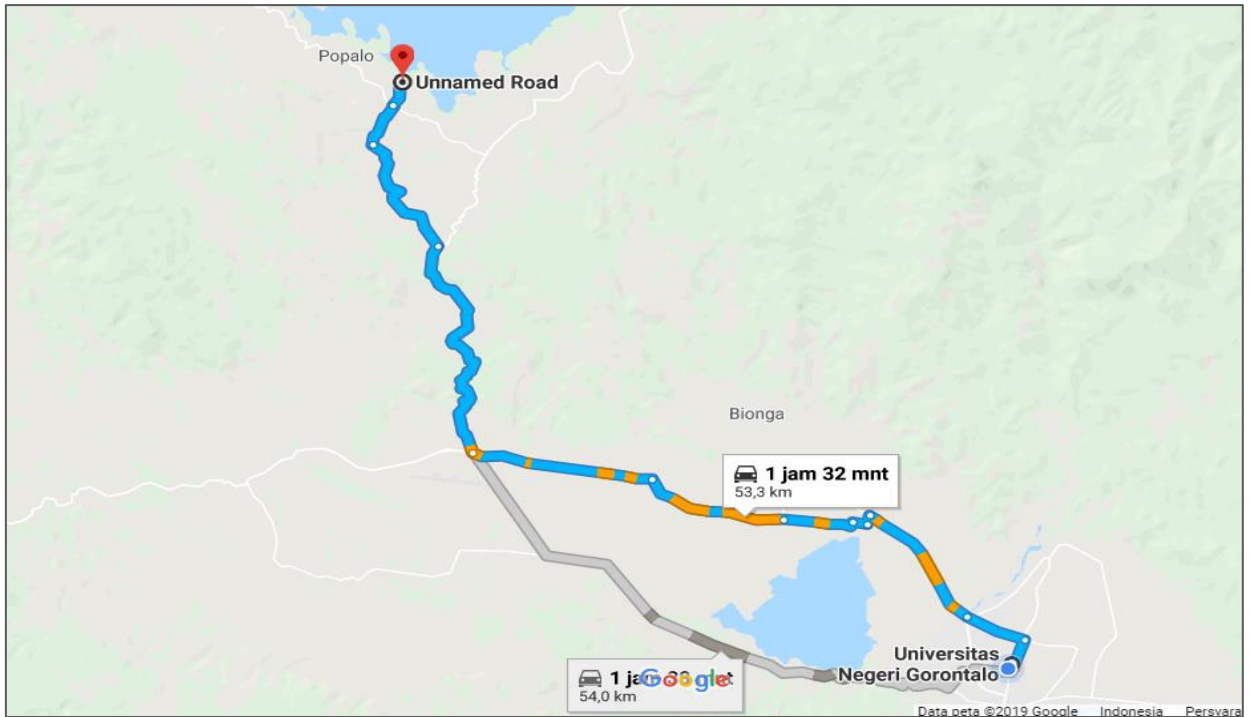 Popalo
Unnamed Road
Bionga
1 jam 32 mnt
53,3 km
Universitas
Negeri Gorontalo
1 jam
54,0 km
Google
Data peta ©2019 Google Indonesia Persyara